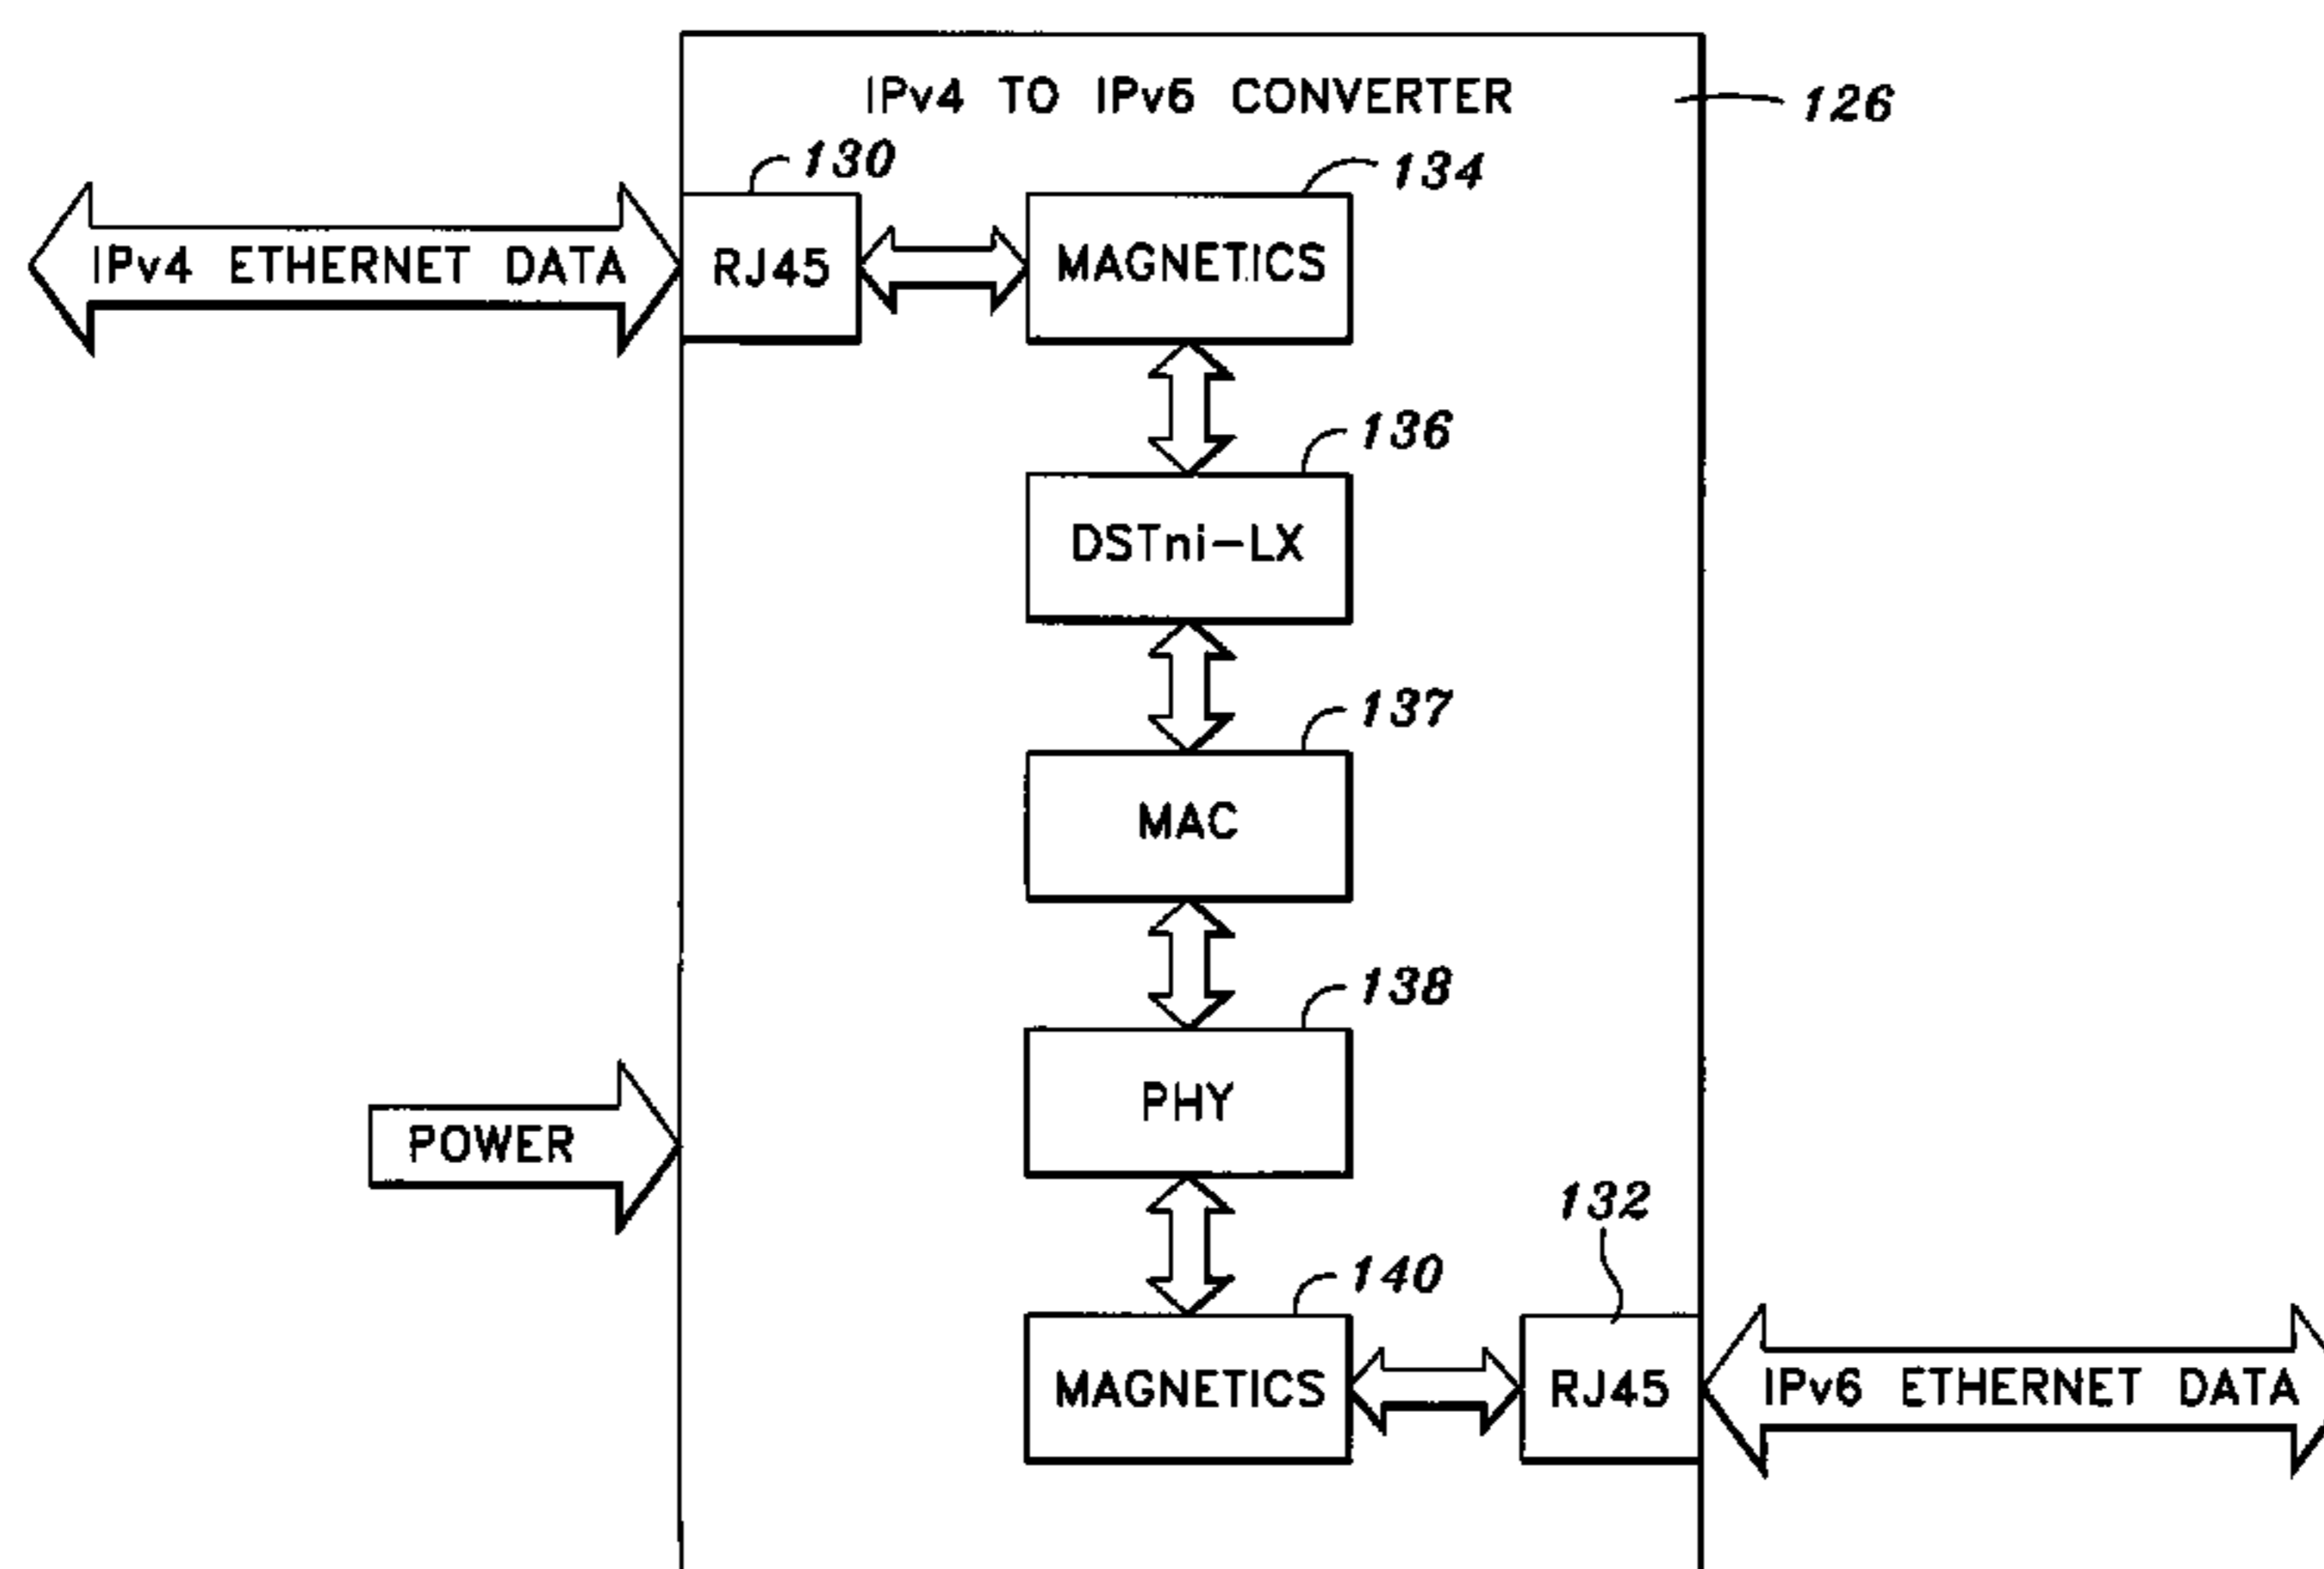 IPv4 TO IPv6 CONVERTER
126
130
134
IPv4 ETHERNET DATA
RJ45
MAGNETICS
136
DSTni-LX
137
MAC
138
PHY
POWER
132
140
MAGNETICS
RJ45
IPv6 ETHERNET DATA